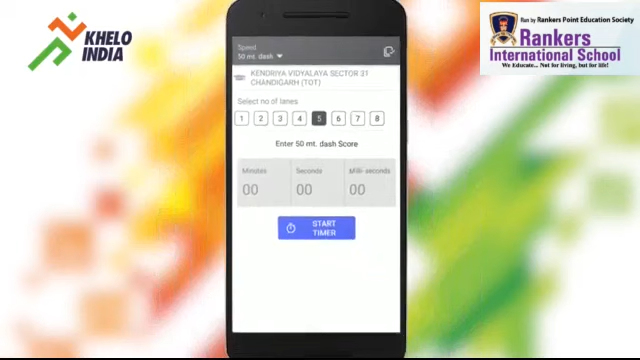 KHELO
INDIA
Run by Rankers Point Education Society
Rankers
International School
We Educate.. Not for living, but for life!
Speed
50 mt. dash
KENDRIYA VIDYALAYA SECTOR 31
CHANDIGARH (TOT)
Select no of lanes
1 2 3 4 5 6 7 8
Enter 50 mt. dash Score
Minutes Seconds Milli-seconds
00 00 00
START
TIMER